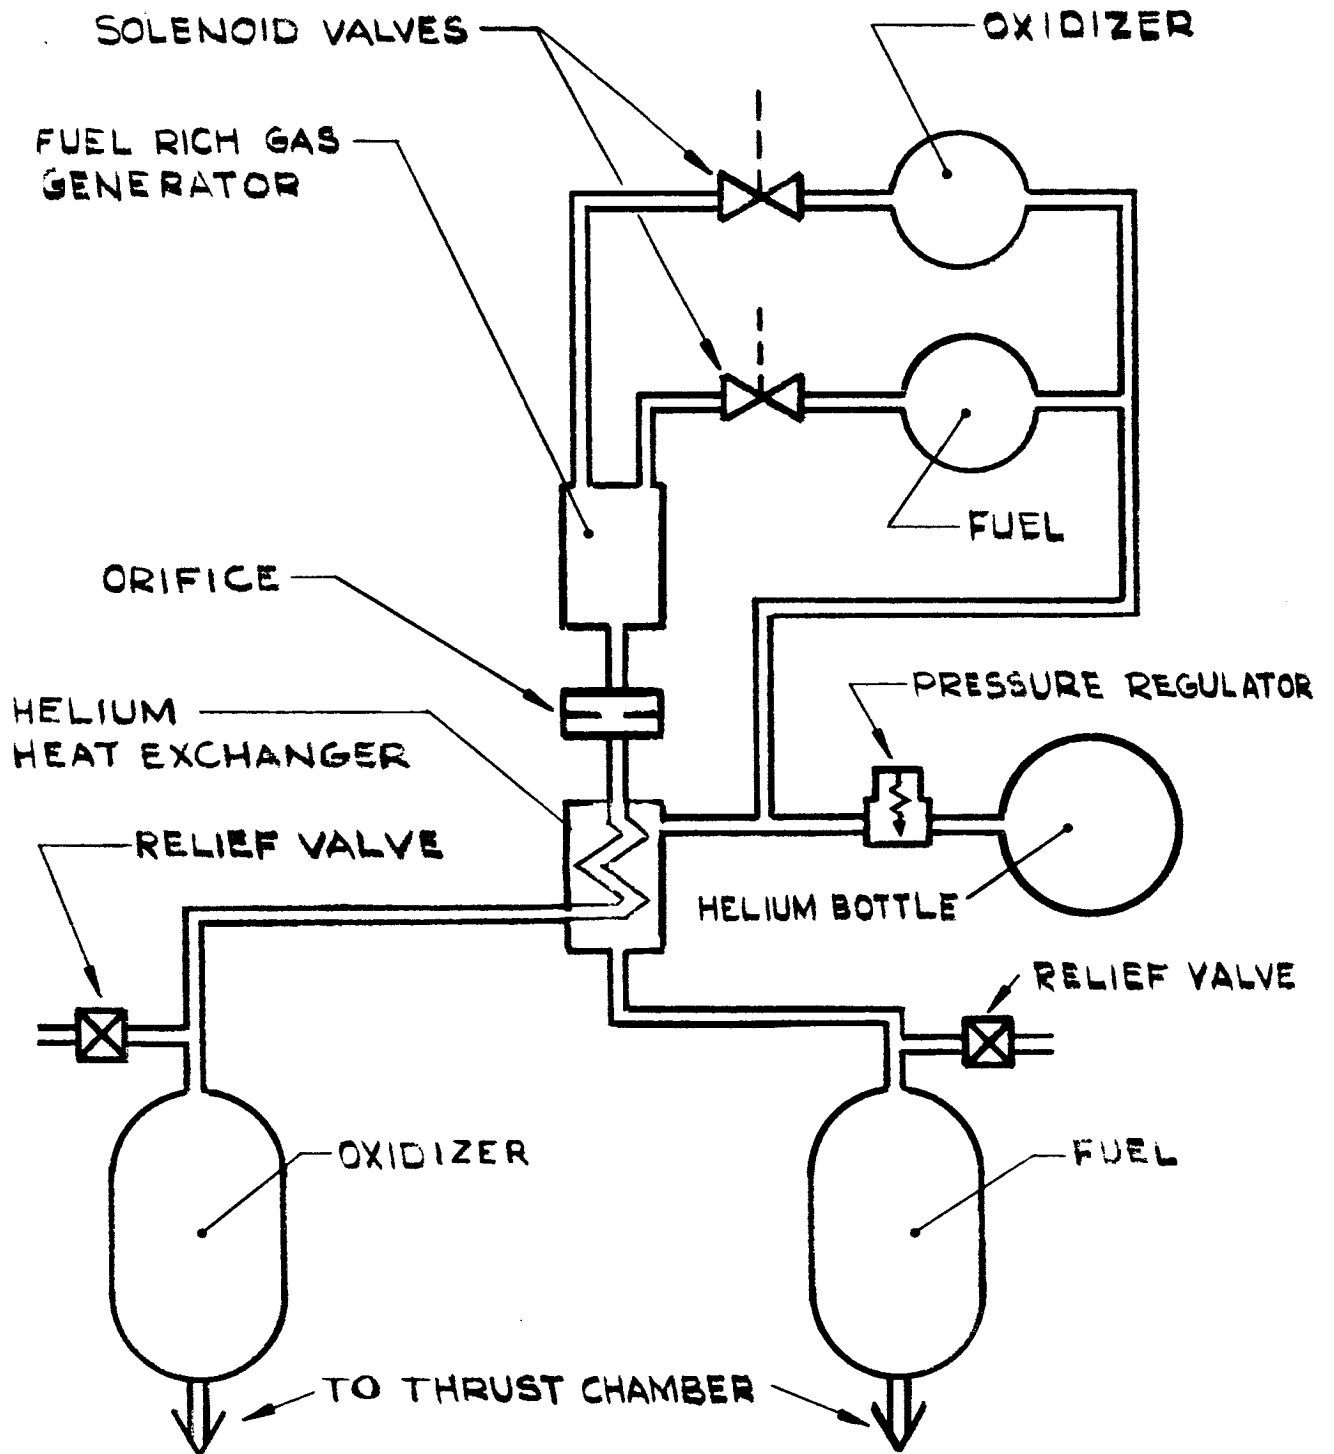 SOLENOID VALVES
OXIDIZER
FUEL RICH GAS
GENERATOR
FUEL
ORIFICE
PRESSURE REGULATOR
HELIUM
HEAT EXCHANGER
RELIEF VALVE
HELIUM BOTTLE
RELIEF VALVE
OXIDIZER
FUEL
TO THRUST CHAMBER